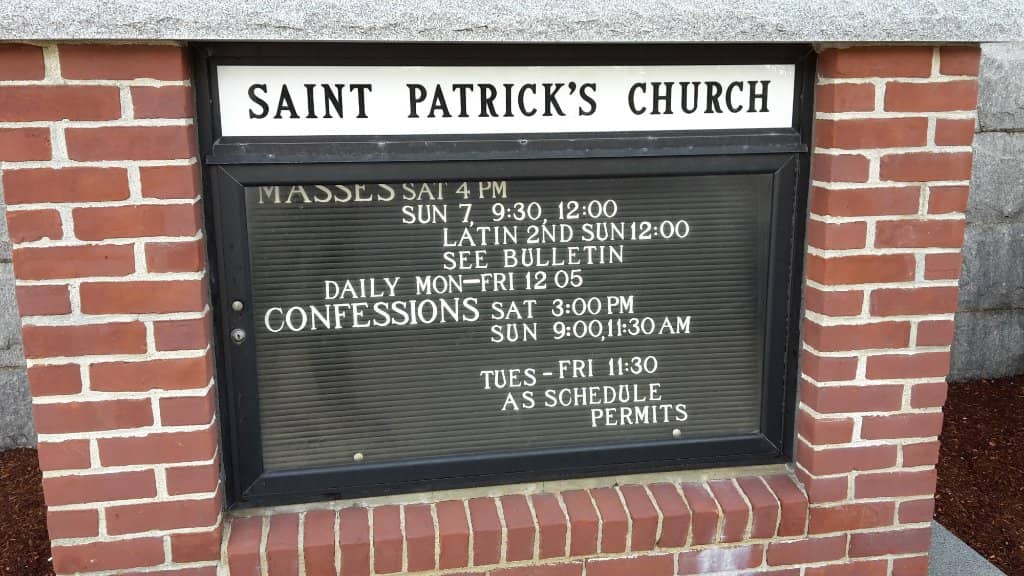 SAINT PATRICK'S CHURCH
MASSES SAT 4 PM
SUN 7, 9:30, 12:00
LATIN 2ND SUN 12:00
SEE BULLETIN
DAILY MON-FRI 12 05
CONFESSIONS SAT 3:00 PM
SUN 9:00,11:30 AM
TUES - FRI 11:30
AS SCHEDULE
PERMITS